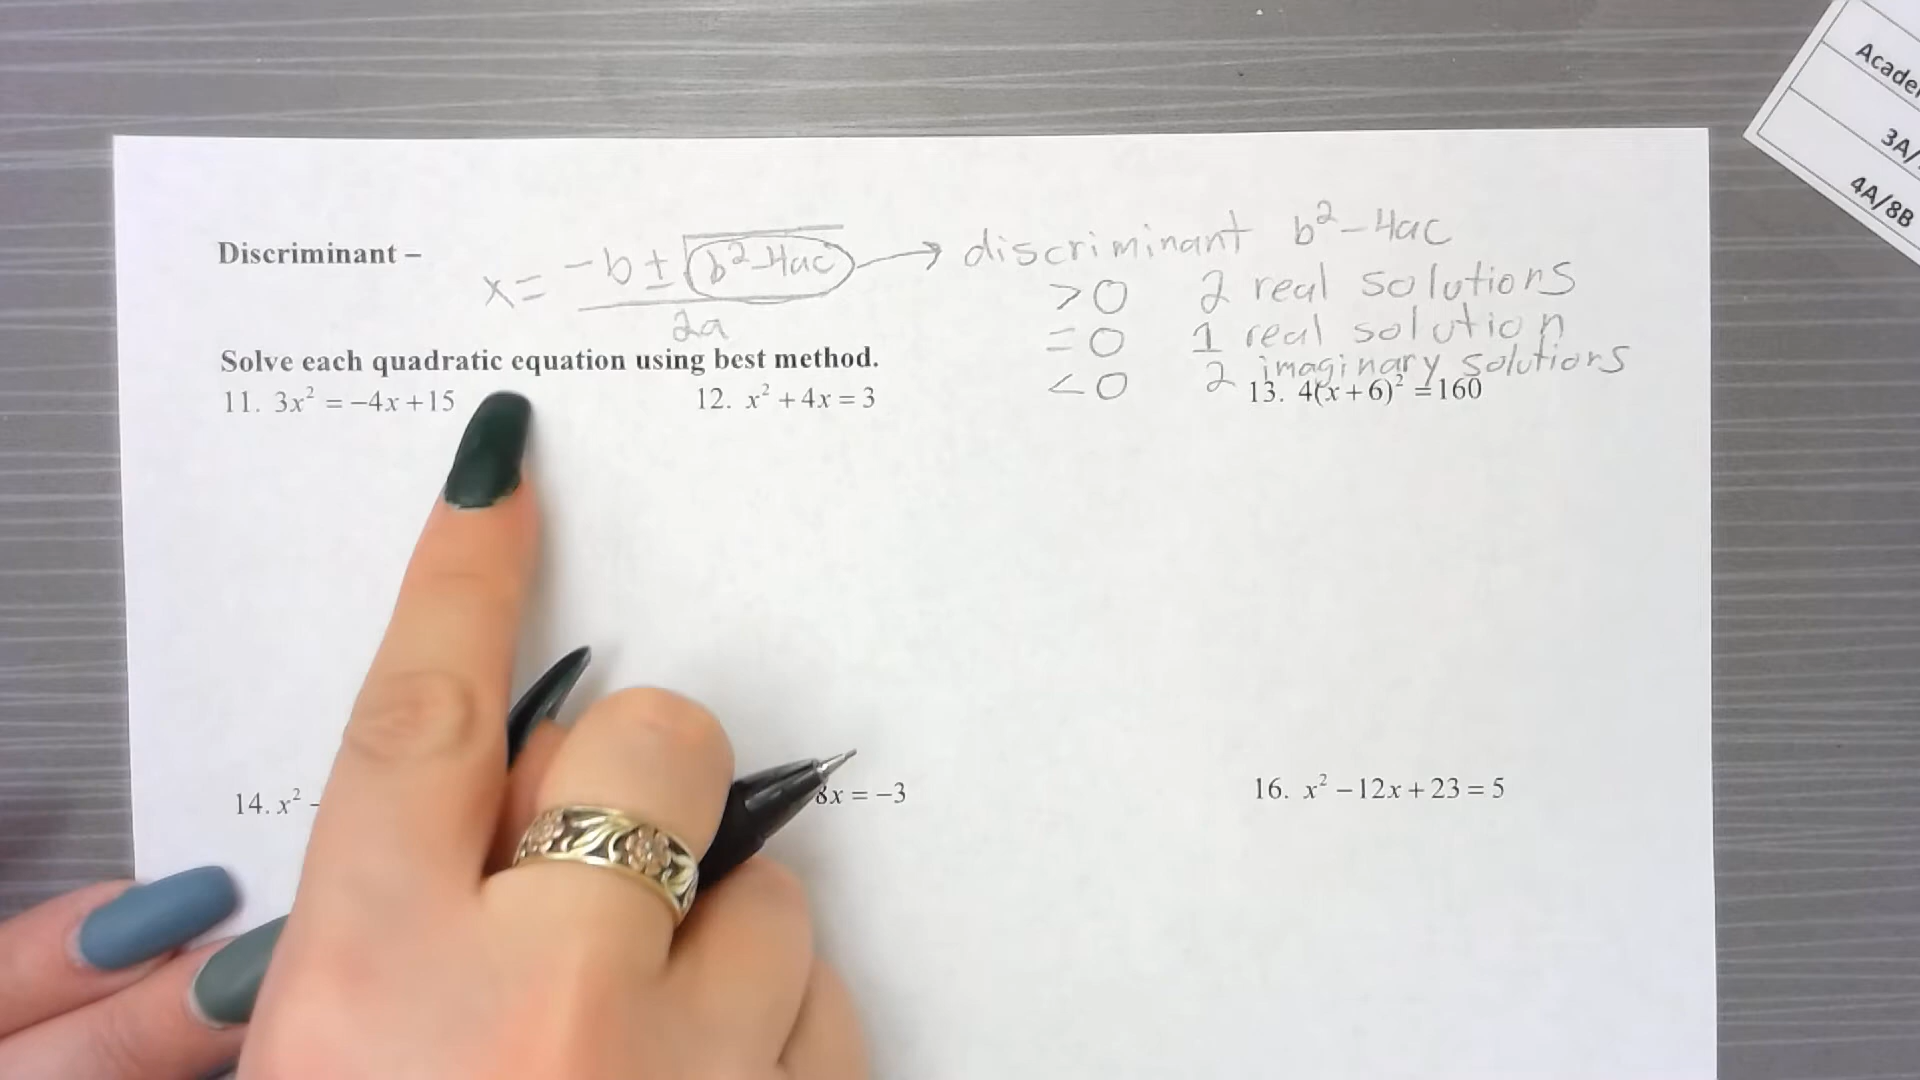 Acade
3A/
4A/8B
Discriminant –
x = -b ± √b² - 4ac / 2a → discriminant b² - 4ac
> 0 2 real solutions
= 0 1 real solution
< 0 2 imaginary solutions
Solve each quadratic equation using best method.
11. 3x² = −4x + 15
12. x² + 4x = 3
13. 4(x + 6)² = 160
14. x² −
8x = −3
16. x² − 12x + 23 = 5